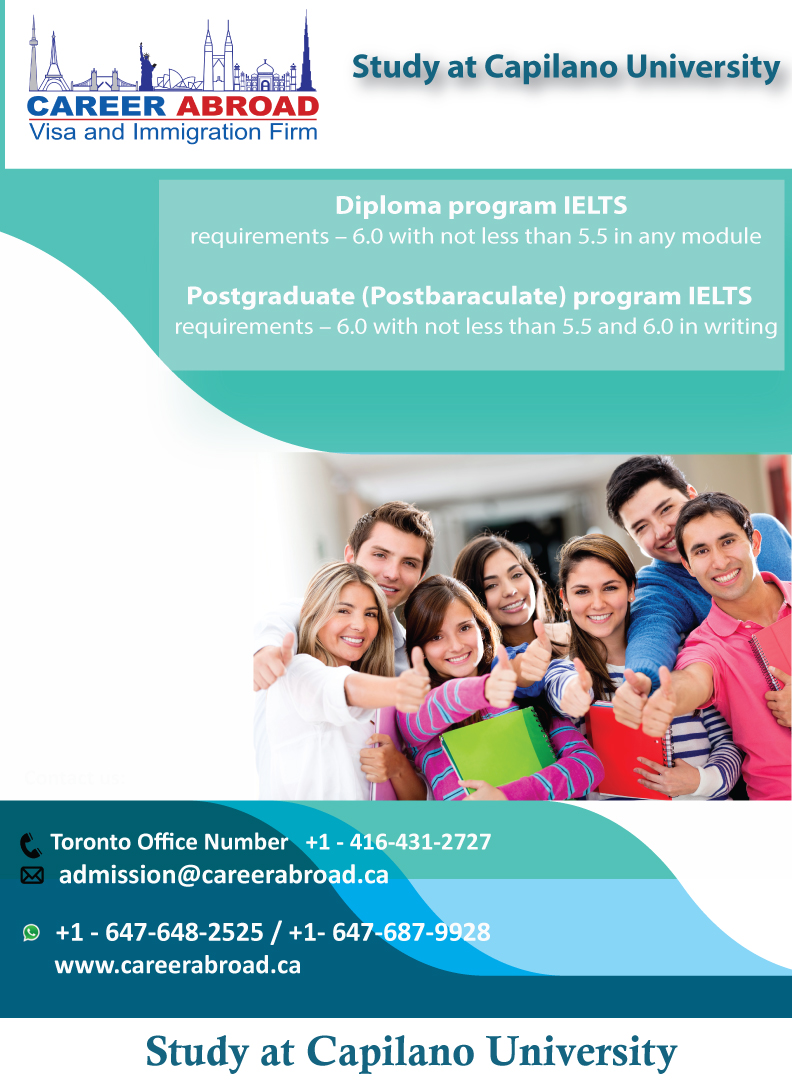 CAREER ABROAD
Visa and Immigration Firm
Study at Capilano University
Diploma program IELTS
requirements – 6.0 with not less than 5.5 in any module
Postgraduate (Postbaraculate) program IELTS
requirements – 6.0 with not less than 5.5 and 6.0 in writing
Contact us
Toronto Office Number +1 - 416-431-2727
admission@careerabroad.ca
+1 - 647-648-2525 / +1- 647-687-9928
www.careerabroad.ca
Study at Capilano University